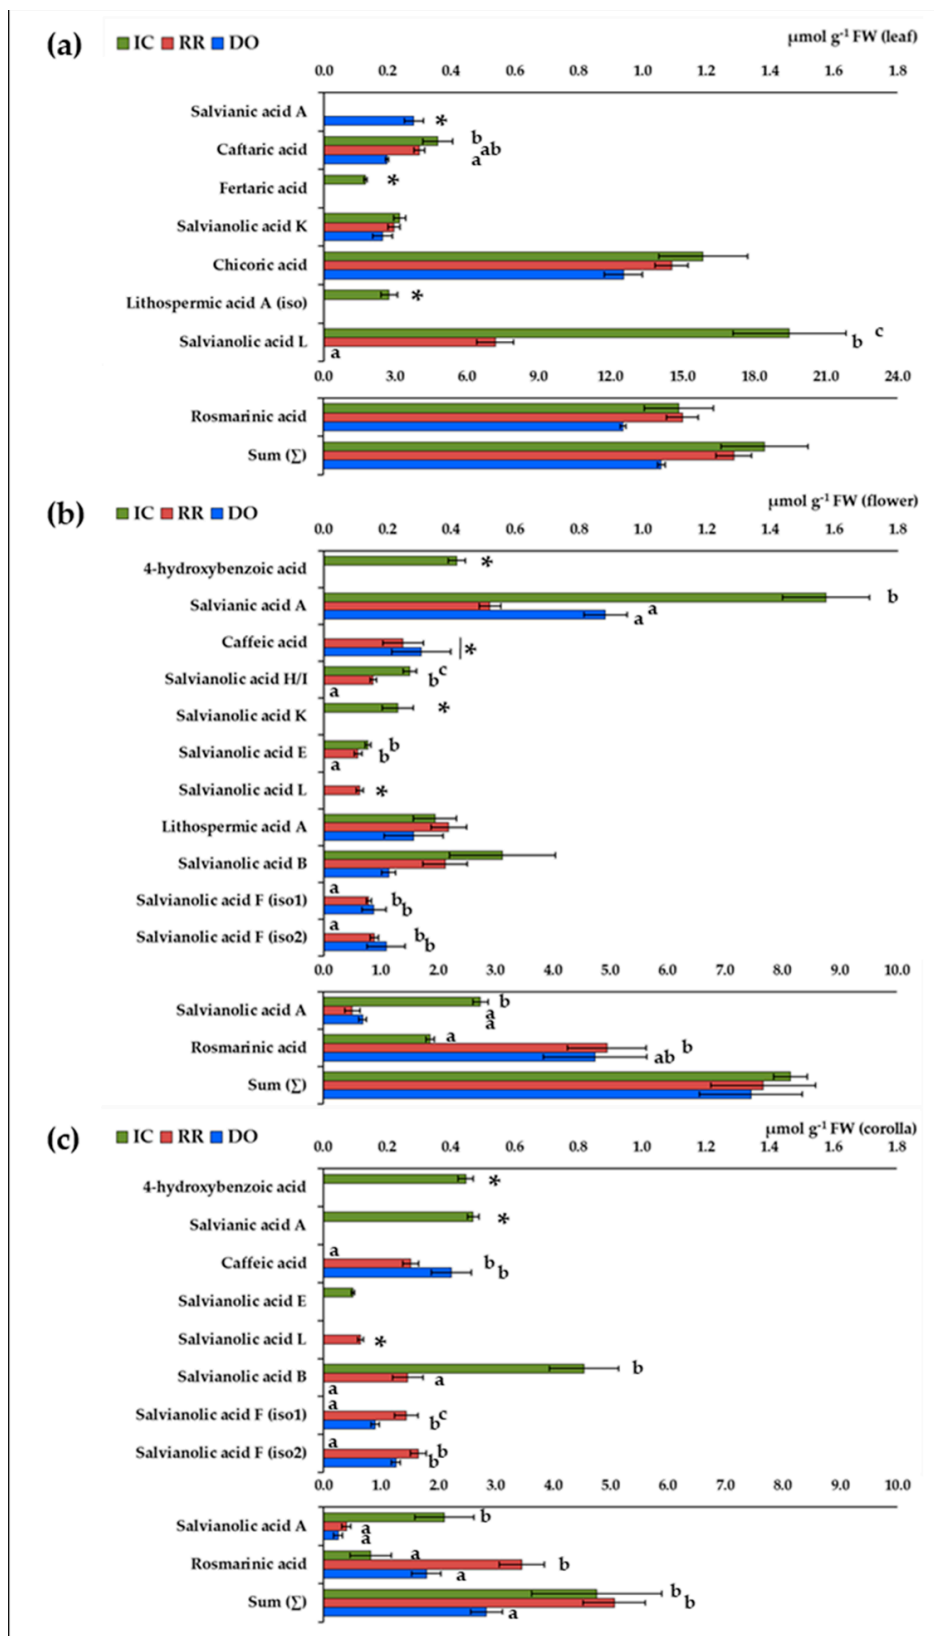 (a)
IC RR DO
μmol g-1 FW (leaf)
0.0 0.2 0.4 0.6 0.8 1.0 1.2 1.4 1.6 1.8
Salvianic acid A *
Caftaric acid b ab a
Fertaric acid *
Salvianolic acid K
Chicoric acid
Lithospermic acid A (iso) *
Salvianolic acid L c b a
0.0 3.0 6.0 9.0 12.0 15.0 18.0 21.0 24.0
Rosmarinic acid
Sum (∑)
(b)
IC RR DO
μmol g-1 FW (flower)
0.0 0.2 0.4 0.6 0.8 1.0 1.2 1.4 1.6 1.8
4-hydroxybenzoic acid *
Salvianic acid A b a a
Caffeic acid *
Salvianolic acid H/I c b a
Salvianolic acid K *
Salvianolic acid E b b a
Salvianolic acid L *
Lithospermic acid A
Salvianolic acid B
Salvianolic acid F (iso1) a b b
Salvianolic acid F (iso2) a b b
0.0 1.0 2.0 3.0 4.0 5.0 6.0 7.0 8.0 9.0 10.0
Salvianolic acid A b a a
Rosmarinic acid a b ab
Sum (∑)
(c)
IC RR DO
μmol g-1 FW (corolla)
0.0 0.2 0.4 0.6 0.8 1.0 1.2 1.4 1.6 1.8
4-hydroxybenzoic acid *
Salvianic acid A *
Caffeic acid a b b
Salvianolic acid E
Salvianolic acid L *
Salvianolic acid B b a a
Salvianolic acid F (iso1) a c b
Salvianolic acid F (iso2) a b b
0.0 1.0 2.0 3.0 4.0 5.0 6.0 7.0 8.0 9.0 10.0
Salvianolic acid A b a a
Rosmarinic acid a b a
Sum (∑) b b a